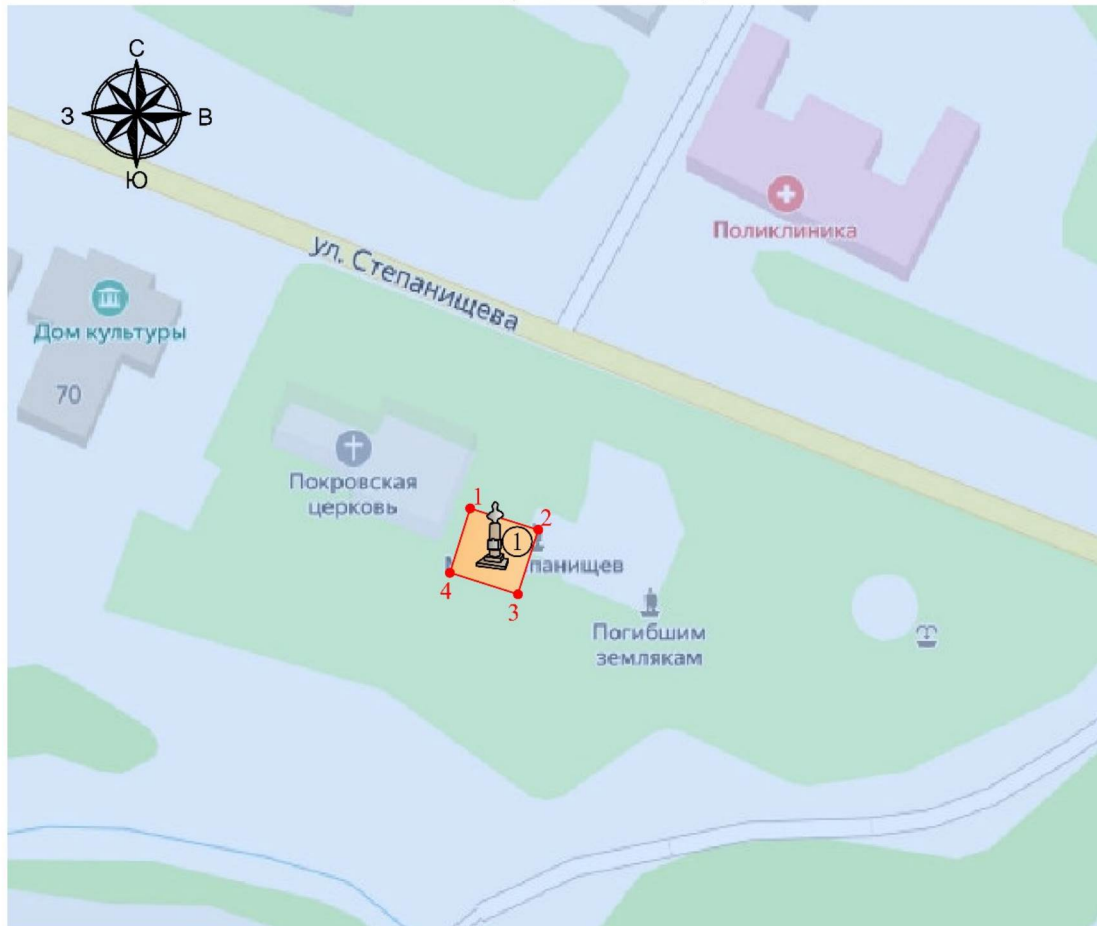 С
З
В
Ю
Поликлиника
ул. Степанищева
Дом культуры
70
Покровская
церковь
1
2
1
панищев
4
3
Погибшим
землякам